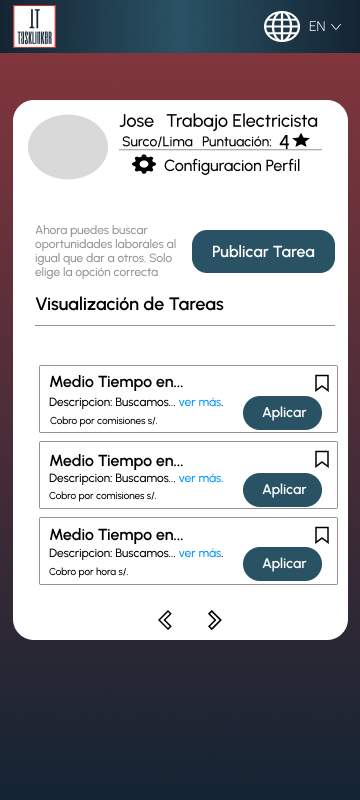 IT
TASKLINKER
EN
Jose Trabajo Electricista
Surco/Lima Puntuación: 4
Configuracion Perfil
Ahora puedes buscar
oportunidades laborales al
igual que dar a otros. Solo
elige la opción correcta
Publicar Tarea
Visualización de Tareas
Medio Tiempo en...
Descripcion: Buscamos... ver más.
Aplicar
Cobro por comisiones s/.
Medio Tiempo en...
Descripcion: Buscamos... ver más.
Aplicar
Cobro por comisiones s/.
Medio Tiempo en...
Descripcion: Buscamos... ver más.
Aplicar
Cobro por hora s/.